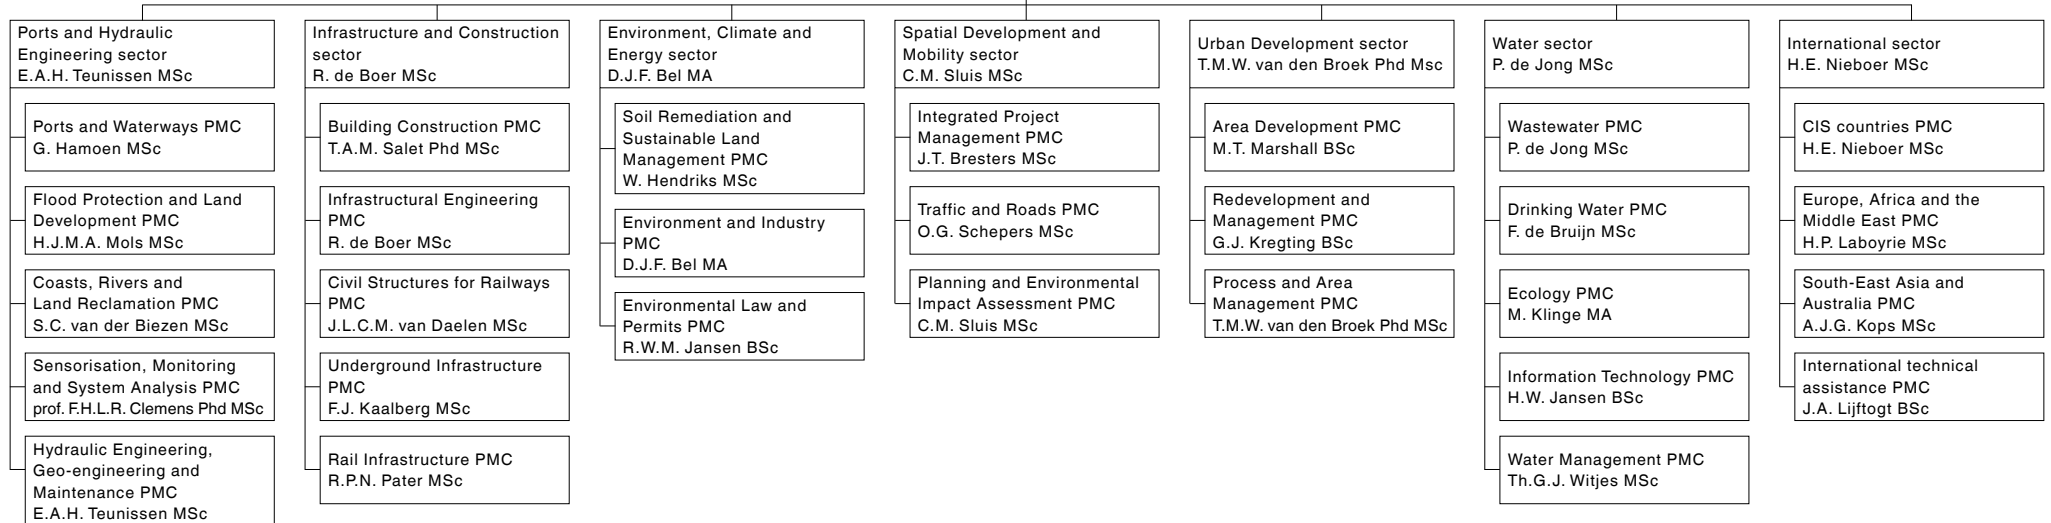 Ports and Hydraulic
Engineering sector
E.A.H. Teunissen MSc
Ports and Waterways PMC
G. Hamoen MSc
Flood Protection and Land
Development PMC
H.J.M.A. Mols MSc
Coasts, Rivers and
Land Reclamation PMC
S.C. van der Biezen MSc
Sensorisation, Monitoring
and System Analysis PMC
prof. F.H.L.R. Clemens Phd MSc
Hydraulic Engineering,
Geo-engineering and
Maintenance PMC
E.A.H. Teunissen MSc
Infrastructure and Construction
sector
R. de Boer MSc
Building Construction PMC
T.A.M. Salet Phd MSc
Infrastructural Engineering
PMC
R. de Boer MSc
Civil Structures for Railways
PMC
J.L.C.M. van Daelen MSc
Underground Infrastructure
PMC
F.J. Kaalberg MSc
Rail Infrastructure PMC
R.P.N. Pater MSc
Environment, Climate and
Energy sector
D.J.F. Bel MA
Soil Remediation and
Sustainable Land
Management PMC
W. Hendriks MSc
Environment and Industry
PMC
D.J.F. Bel MA
Environmental Law and
Permits PMC
R.W.M. Jansen BSc
Spatial Development and
Mobility sector
C.M. Sluis MSc
Integrated Project
Management PMC
J.T. Bresters MSc
Traffic and Roads PMC
O.G. Schepers MSc
Planning and Environmental
Impact Assessment PMC
C.M. Sluis MSc
Urban Development sector
T.M.W. van den Broek Phd Msc
Area Development PMC
M.T. Marshall BSc
Redevelopment and
Management PMC
G.J. Kregting BSc
Process and Area
Management PMC
T.M.W. van den Broek Phd MSc
Water sector
P. de Jong MSc
Wastewater PMC
P. de Jong MSc
Drinking Water PMC
F. de Bruijn MSc
Ecology PMC
M. Klinge MA
Information Technology PMC
H.W. Jansen BSc
Water Management PMC
Th.G.J. Witjes MSc
International sector
H.E. Nieboer MSc
CIS countries PMC
H.E. Nieboer MSc
Europe, Africa and the
Middle East PMC
H.P. Laboyrie MSc
South-East Asia and
Australia PMC
A.J.G. Kops MSc
International technical
assistance PMC
J.A. Lijftogt BSc